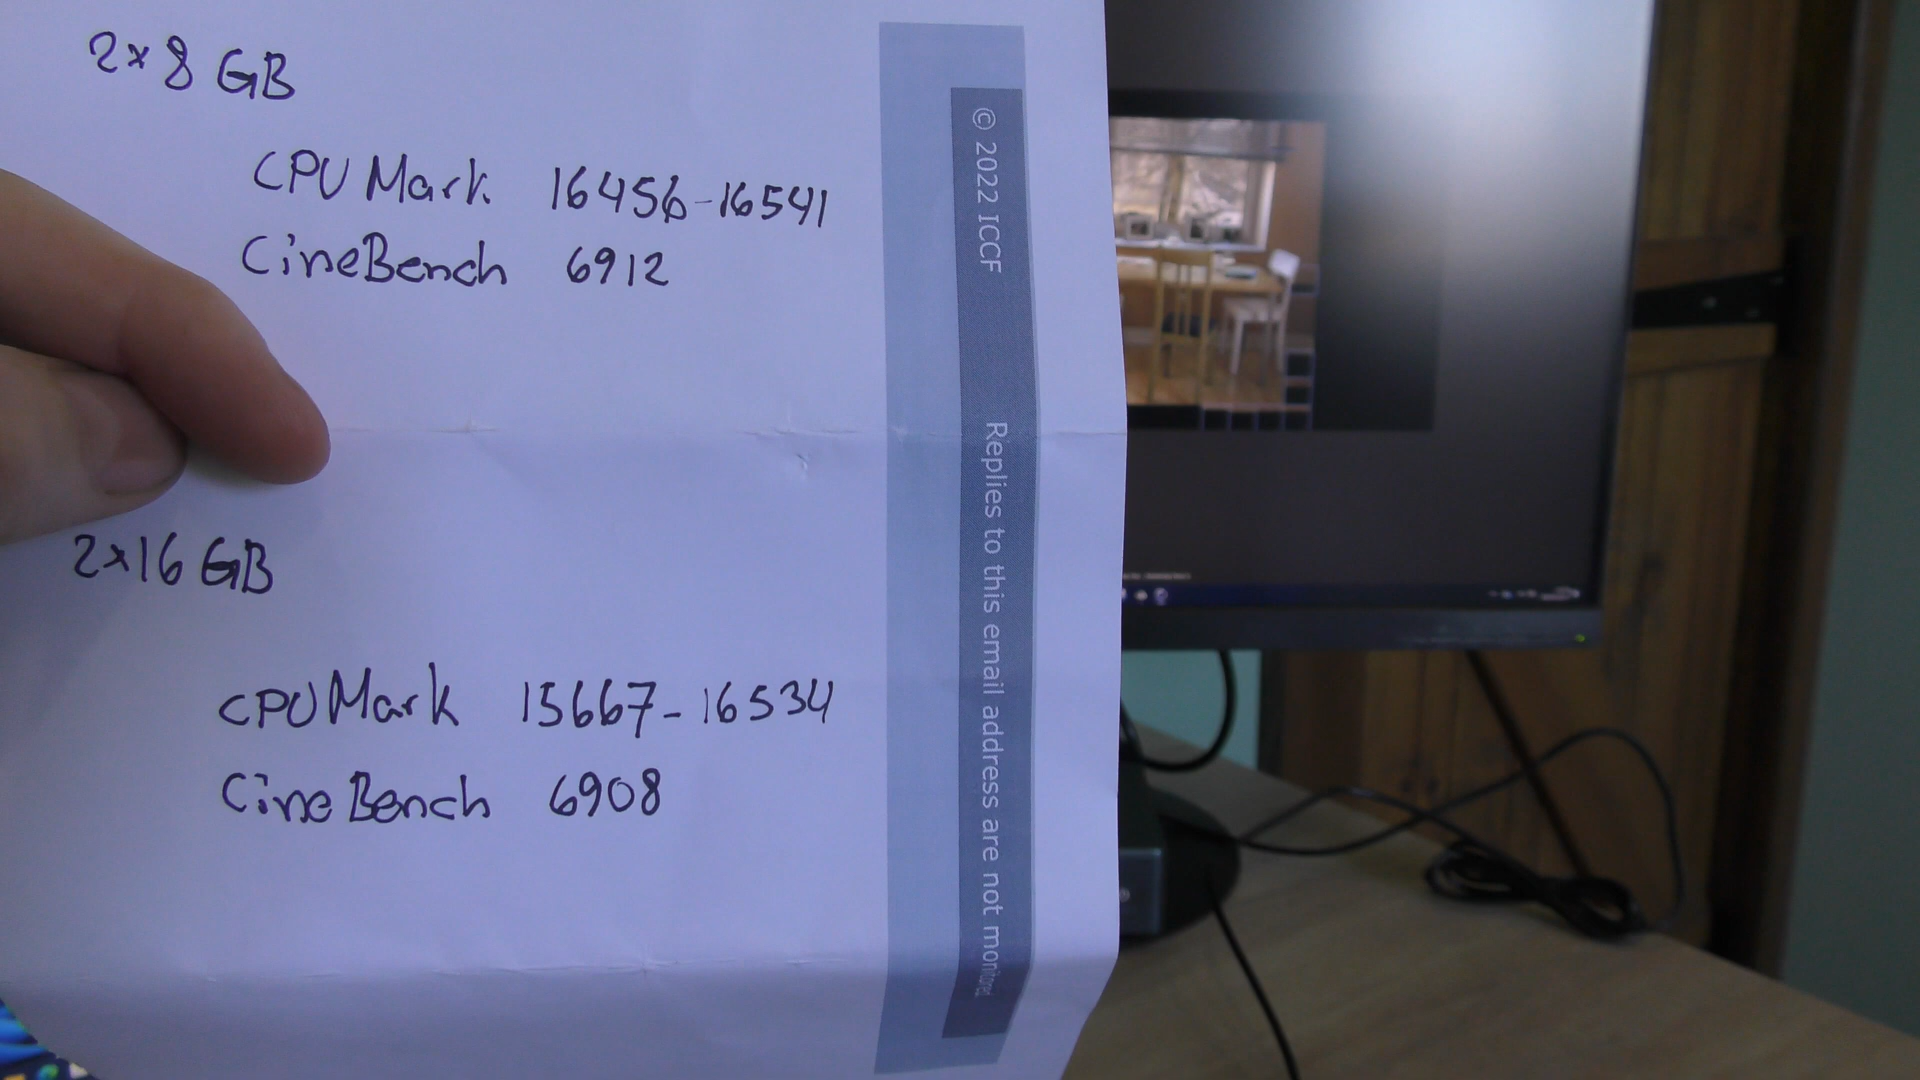 2x8 GB
CPU Mark 16456-16541
CineBench 6912
2x16 GB
CPU Mark 15667-16534
CineBench 6908
© 2022 ICCF Replies to this email address are not monitored